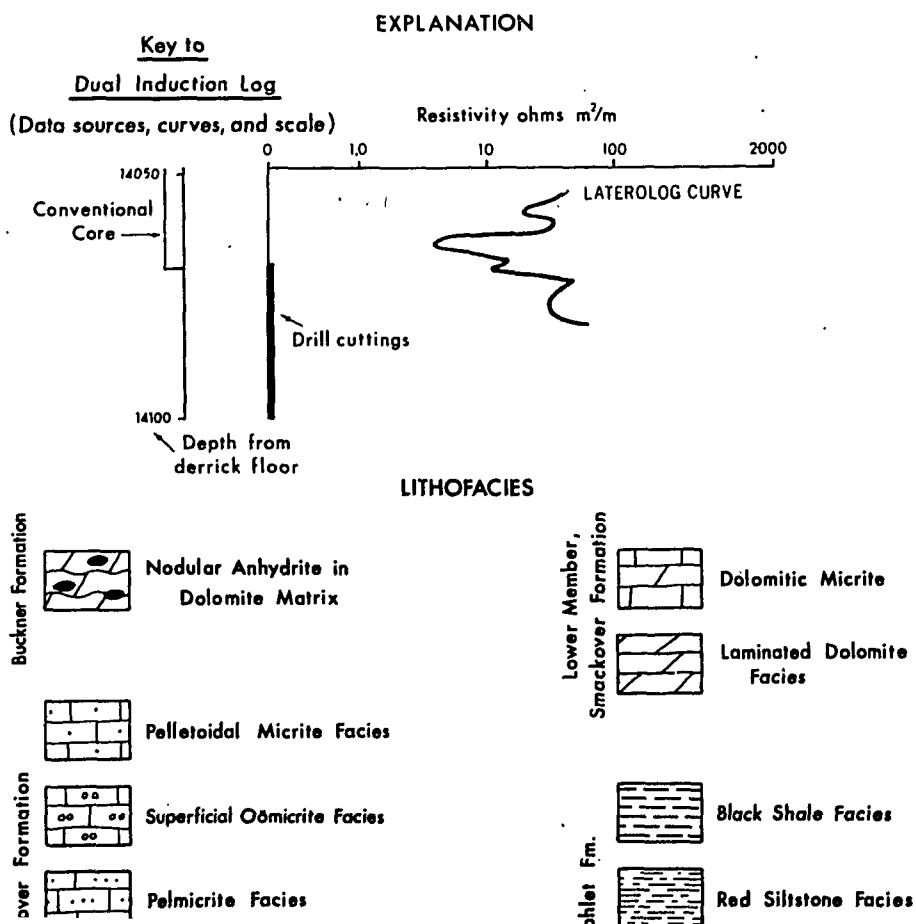 EXPLANATION
Key to
Dual Induction Log
(Data sources, curves, and scale)
Resistivity ohms m²/m
0 1,0 10 100 2000
14050
Conventional
Core
LATEROLOG CURVE
Drill cuttings
14100
Depth from
derrick floor
LITHOFACIES
Buckner Formation
Nodular Anhydrite in
Dolomite Matrix
Pelletoidal Micrite Facies
over Formation
Superficial Oömicrite Facies
Pelmicrite Facies
Lower Member,
Smackover Formation
Dolomitic Micrite
Laminated Dolomite
Facies
Black Shale Facies
phlet Fm.
Red Siltstone Facies